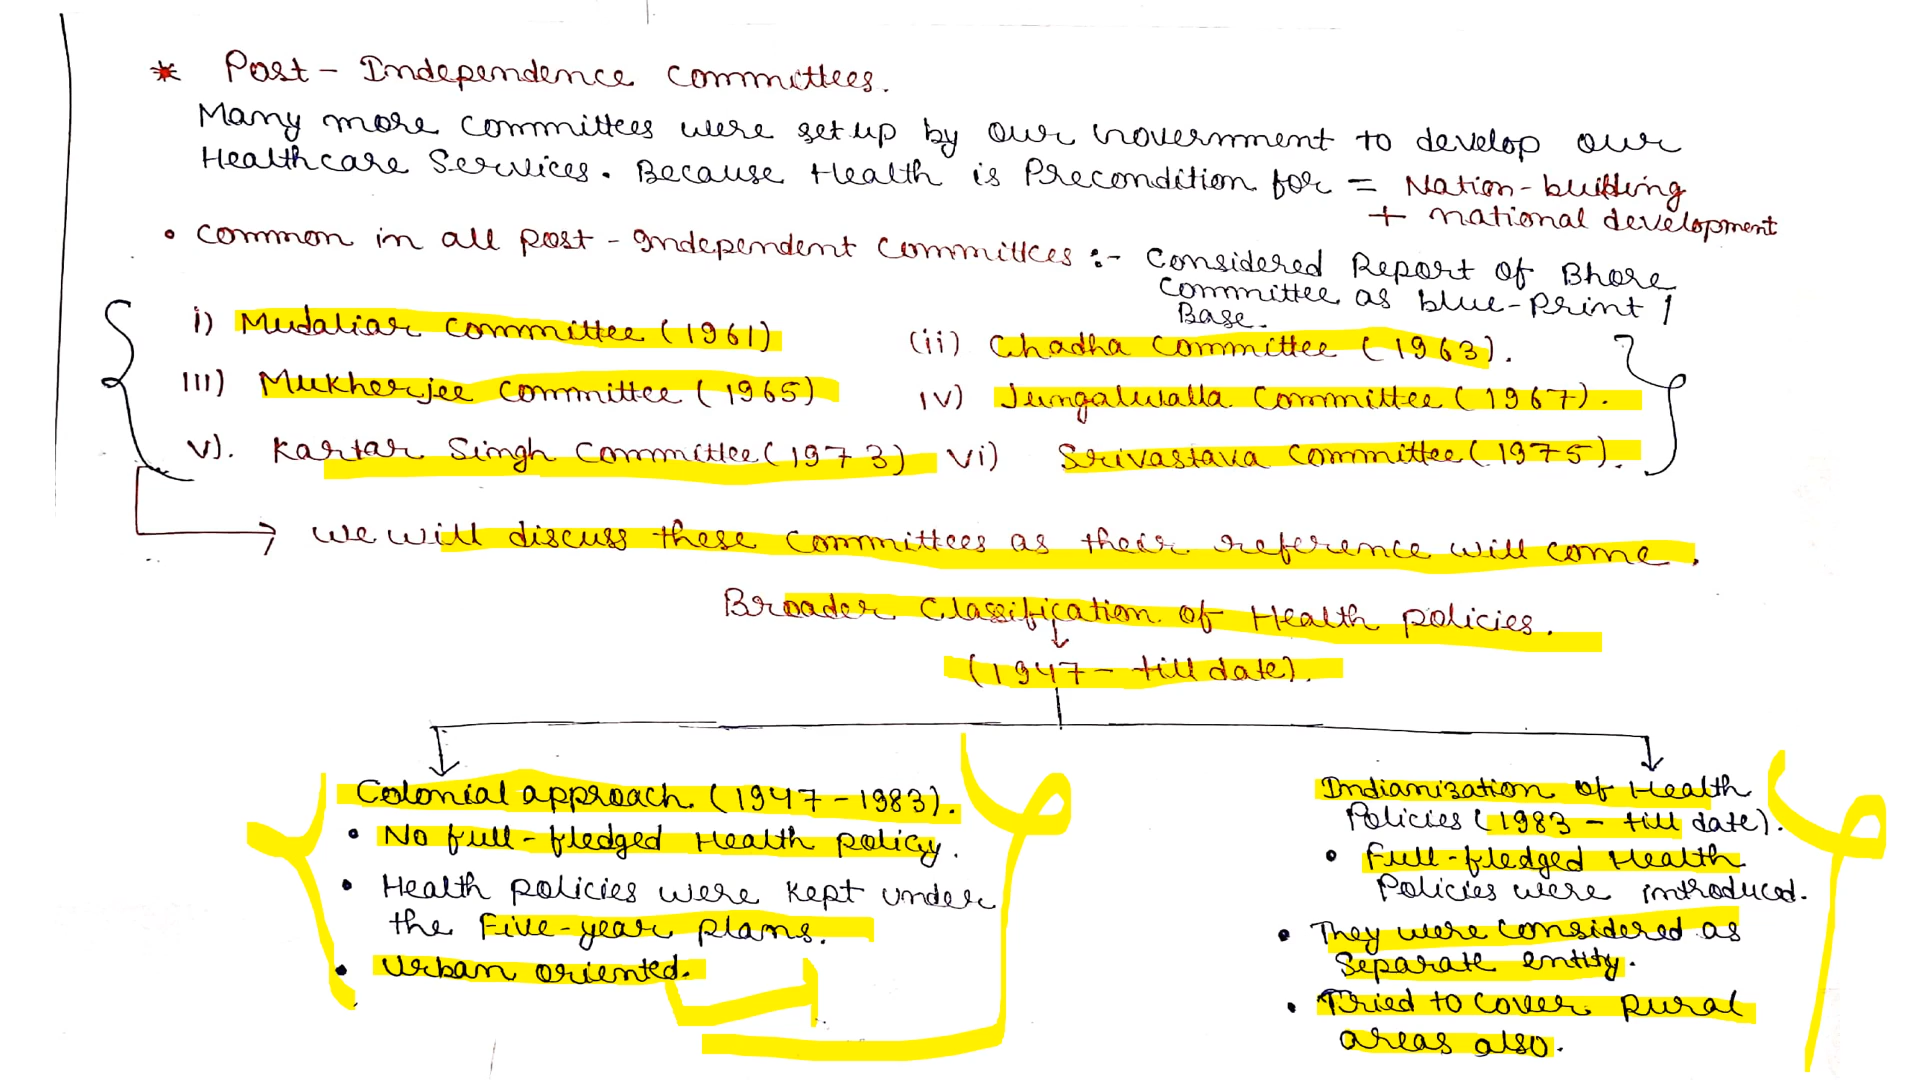 * Post - Independence committees.
Many more committees were set up by our Government to develop our
Healthcare Services. Because Health is Precondition for = Nation-building
+ national development
• Common in all post - Independent Committees :- Considered Report of Bhore
Committee as blue-print /
Base.
i) Mudaliar committee (1961)
(ii) Chadha Committee (1963).
III) Mukherjee Committee (1965)
IV) Jungalwalla Committee (1967).
V). Kartar Singh Committee (1973)
Vi) Srivastava Committee (1975).
→ we will discuss these committees as their reference will come.
Broader Classification of Health policies.
(1947 - till date).
Colonial approach (1947 - 1983).
• No full - fledged Health policy.
• Health policies were kept under
the Five-year plans.
• Urban oriented.
Indianization of Health
Policies (1983 - till date).
• Full - fledged Health
Policies were introduced.
• They were considered as
Separate entity.
• Tried to cover rural
areas also.